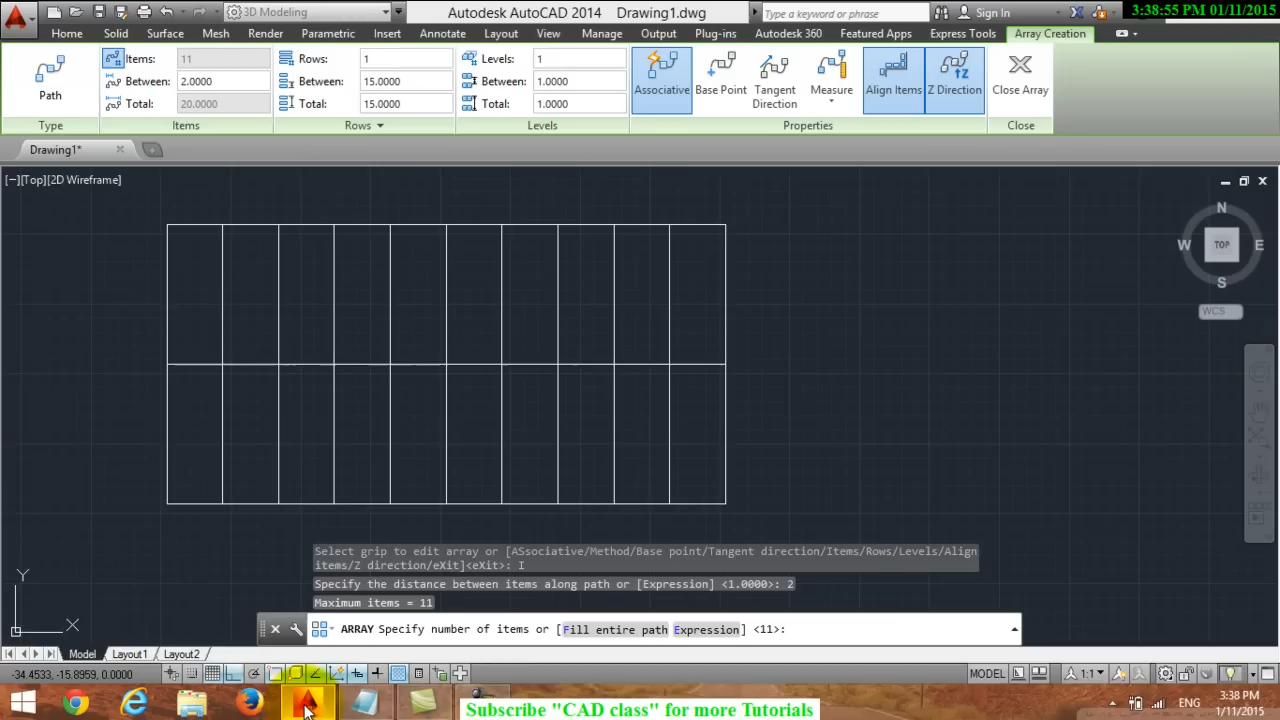 3D Modeling
Autodesk AutoCAD 2014 Drawing1.dwg
Type a keyword or phrase
Sign In
3:38:55 PM 01/11/2015
Home Solid Surface Mesh Render Parametric Insert Annotate Layout View Manage Output Plug-ins Autodesk 360 Featured Apps Express Tools Array Creation
Path
Items: 11
Between: 2.0000
Total: 20.0000
Rows: 1
Between: 15.0000
Total: 15.0000
Levels: 1
Between: 1.0000
Total: 1.0000
Associative
Base Point
Tangent
Direction
Measure
Align Items
Z Direction
Close Array
Type Items Rows Levels Properties Close
Drawing1*
[−][Top][2D Wireframe]
N
W TOP E
S
WCS
Y
X
Select grip to edit array or [ASsociative/Method/Base point/Tangent direction/Items/Rows/Levels/Align
items/Z direction/eXit]<eXit>: I
Specify the distance between items along path or [Expression] <1.0000>: 2
Maximum items = 11
ARRAY Specify number of items or [Fill entire path Expression] <11>:
Model Layout1 Layout2
-34.4533, -15.8959, 0.0000
MODEL
1:1
ENG
3:38 PM
1/11/2015
Subscribe "CAD class" for more Tutorials